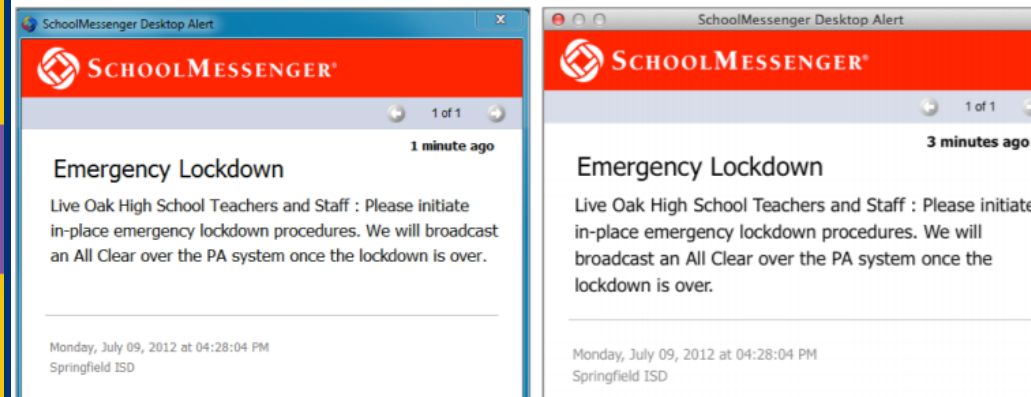 SchoolMessenger Desktop Alert
SCHOOLMESSENGER®
1 of 1
1 minute ago
Emergency Lockdown
Live Oak High School Teachers and Staff : Please initiate
in-place emergency lockdown procedures. We will broadcast
an All Clear over the PA system once the lockdown is over.
Monday, July 09, 2012 at 04:28:04 PM
Springfield ISD
SchoolMessenger Desktop Alert
SCHOOLMESSENGER®
1 of 1
3 minutes ago
Emergency Lockdown
Live Oak High School Teachers and Staff : Please initiate
in-place emergency lockdown procedures. We will
broadcast an All Clear over the PA system once the
lockdown is over.
Monday, July 09, 2012 at 04:28:04 PM
Springfield ISD